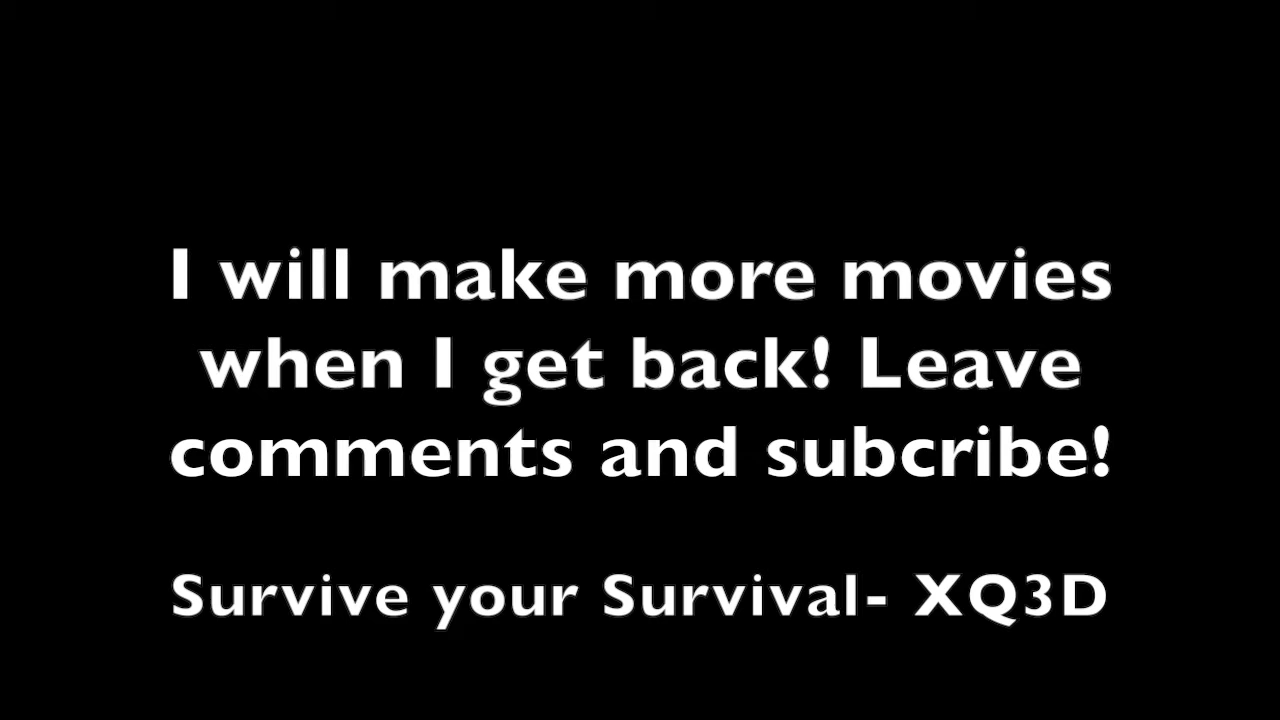 I will make more movies
when I get back! Leave
comments and subcribe!
Survive your Survival- XQ3D